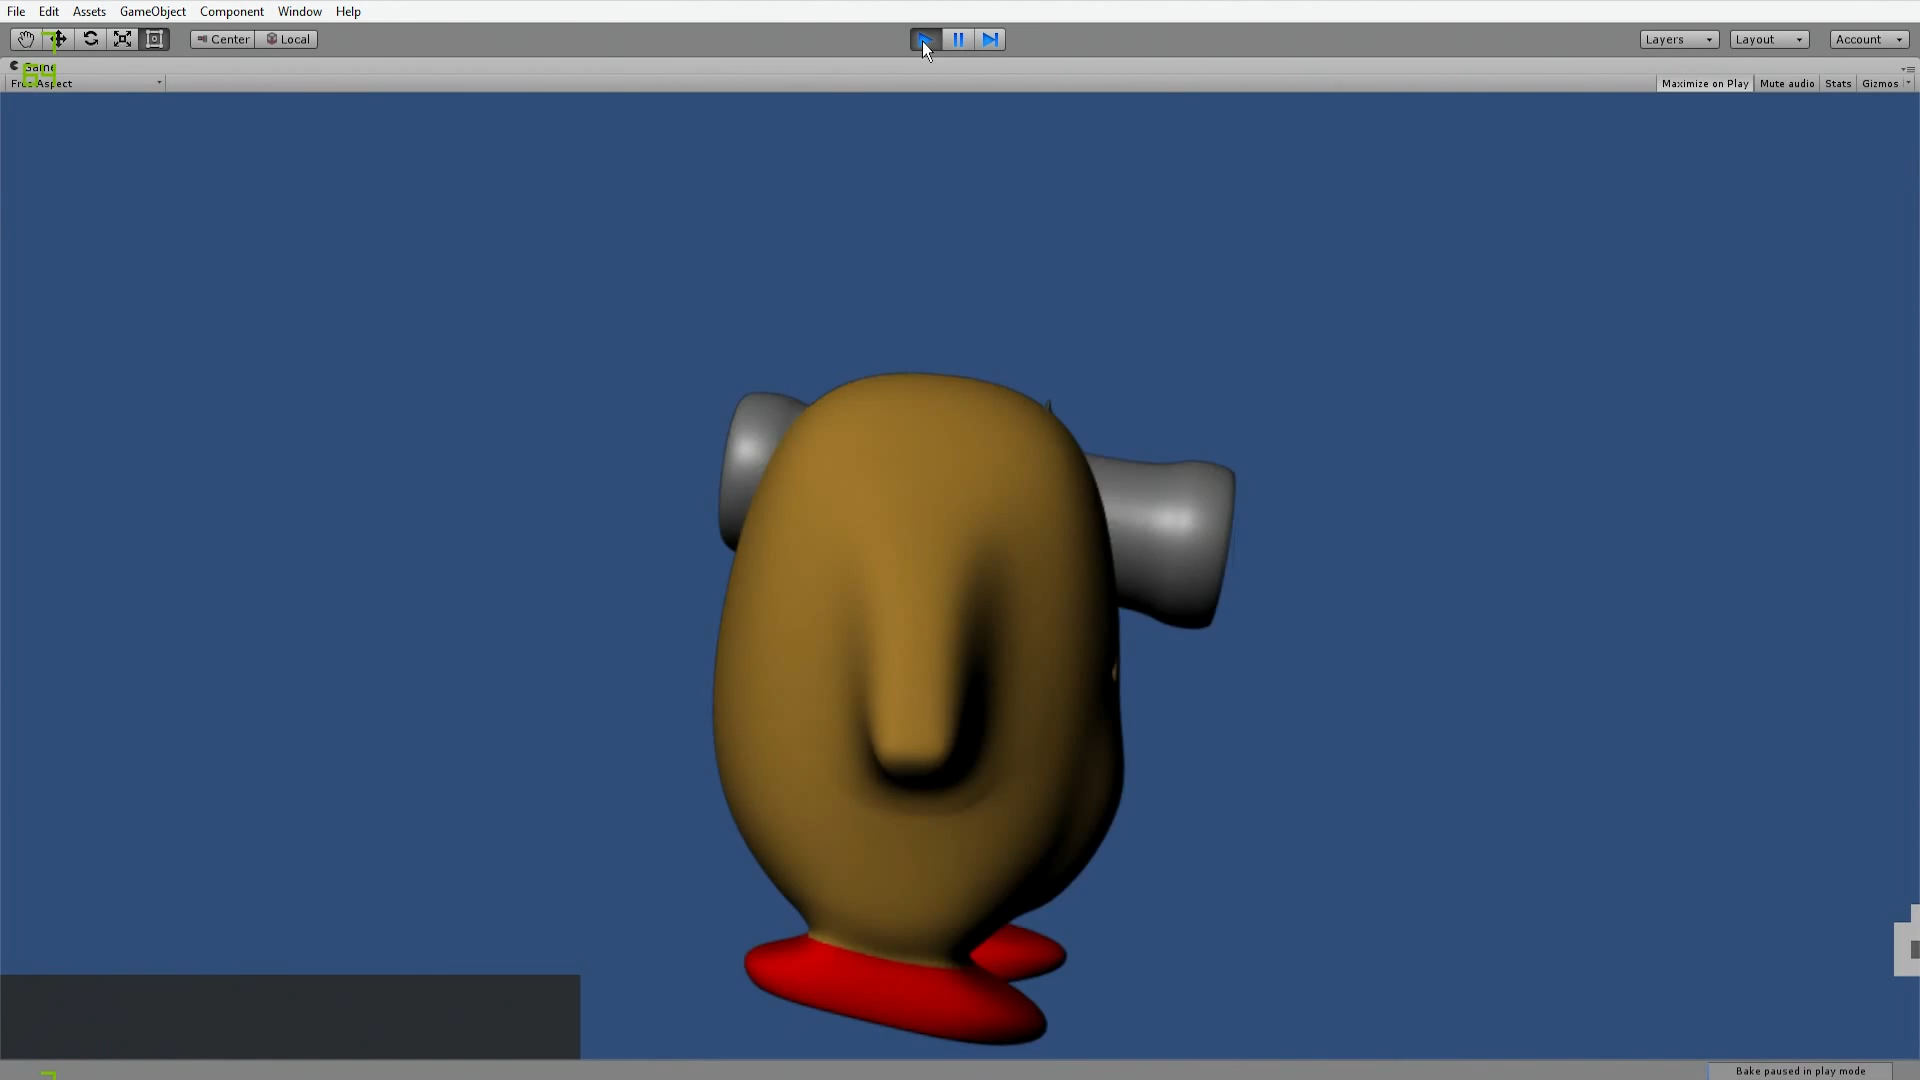 File Edit Assets GameObject Component Window Help
Center Local Layers Layout Account
Game
Free Aspect Maximize on Play Mute audio Stats Gizmos
Bake paused in play mode